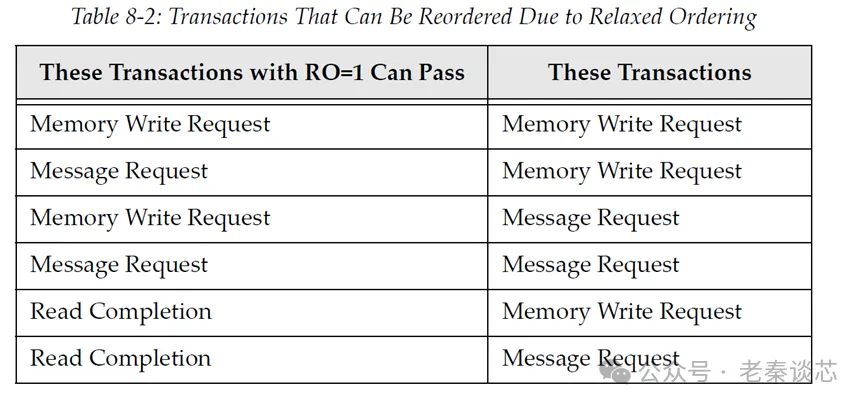 Table 8-2: Transactions That Can Be Reordered Due to Relaxed Ordering
These Transactions with RO=1 Can Pass These Transactions
Memory Write Request Memory Write Request
Message Request Memory Write Request
Memory Write Request Message Request
Message Request Message Request
Read Completion Memory Write Request
Read Completion Message Request
公众号 · 老秦谈芯